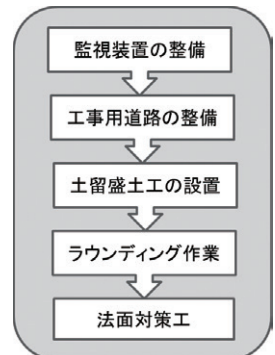 監視装置の整備
工事用道路の整備
土留盛土工の設置
ラウンディング作業
法面対策工